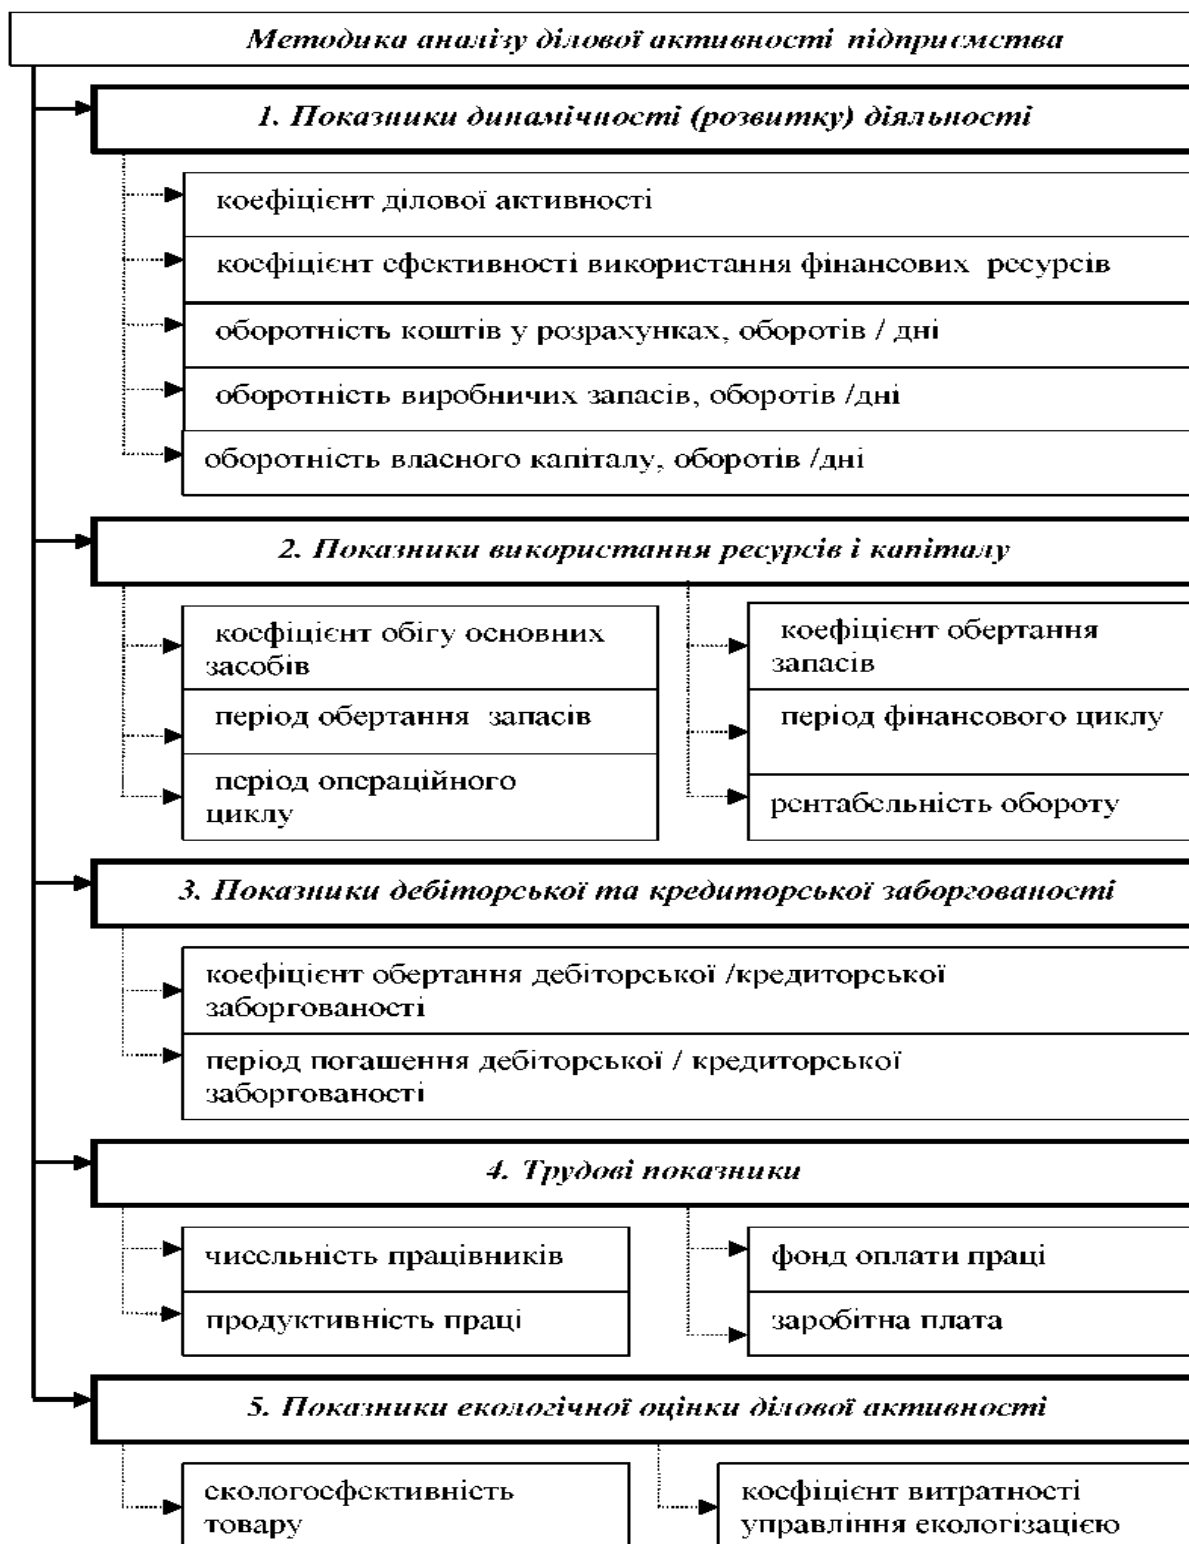 Методика аналізу ділової активності підприємства
1. Показники динамічності (розвитку) діяльності
коефіцієнт ділової активності
коефіцієнт ефективності використання фінансових ресурсів
оборотність коштів у розрахунках, оборотів / дні
оборотність виробничих запасів, оборотів /дні
оборотність власного капіталу, оборотів /дні
2. Показники використання ресурсів і капіталу
коефіцієнт обігу основних
засобів
період обертання запасів
період операційного
циклу
коефіцієнт обертання
запасів
період фінансового циклу
рентабельність обороту
3. Показники дебіторської та кредиторської заборгованості
коефіцієнт обертання дебіторської /кредиторської
заборгованості
період погашення дебіторської / кредиторської
заборгованості
4. Трудові показники
чисельність працівників
продуктивність праці
фонд оплати праці
заробітна плата
5. Показники екологічної оцінки ділової активності
екологоефективність
товару
коефіцієнт витратності
управління екологізацією